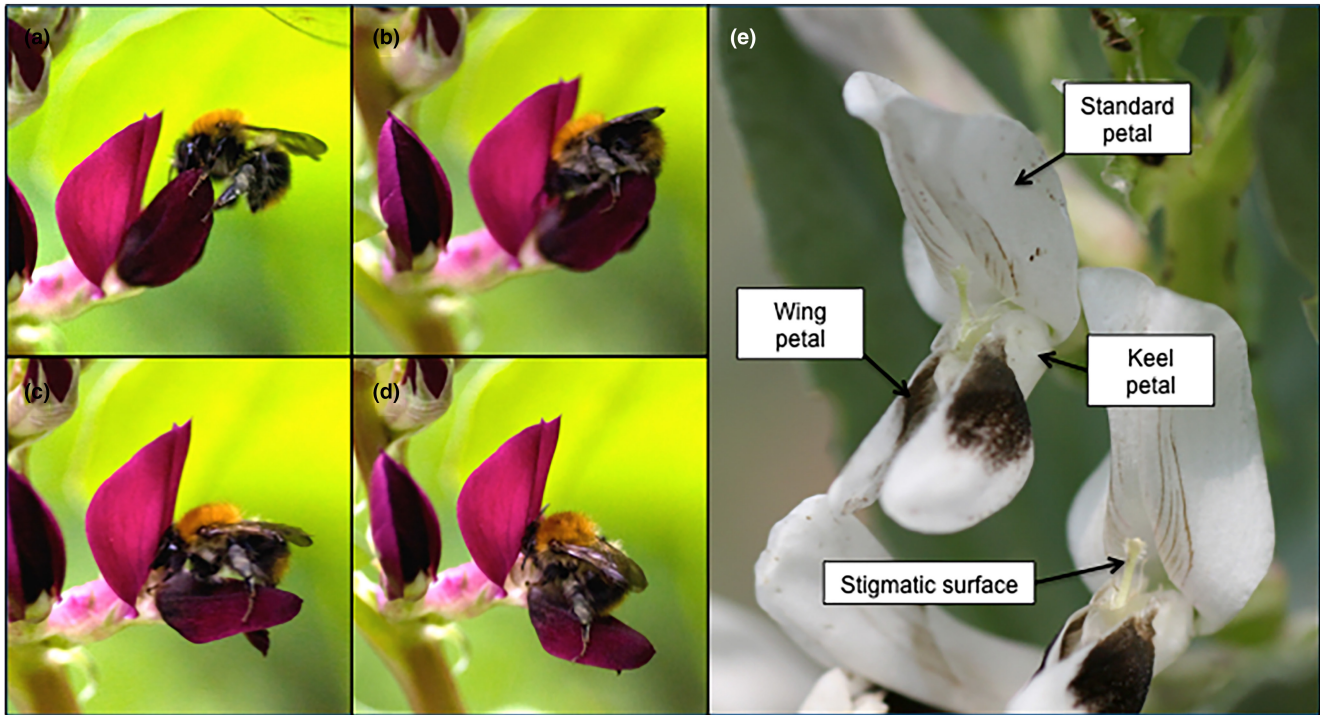 (a)
(b)
(c)
(d)
(e)
Standard
petal
Wing
petal
Keel
petal
Stigmatic surface